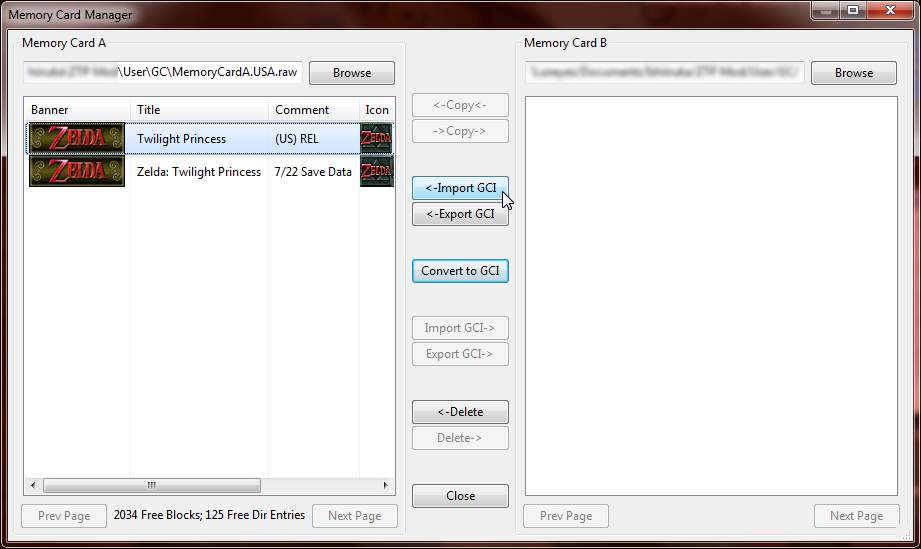 Memory Card Manager
Memory Card A
\User\GC\MemoryCardA.USA.raw
Browse
Banner Title Comment Icon
ZELDA Twilight Princess (US) REL ZELDA
ZELDA Zelda: Twilight Princess 7/22 Save Data ZELDA
Prev Page 2034 Free Blocks; 125 Free Dir Entries Next Page
<-Copy<-
->Copy->
<-Import GCI
<-Export GCI
Convert to GCI
Import GCI->
Export GCI->
<-Delete
Delete->
Close
Memory Card B
Browse
Prev Page Next Page